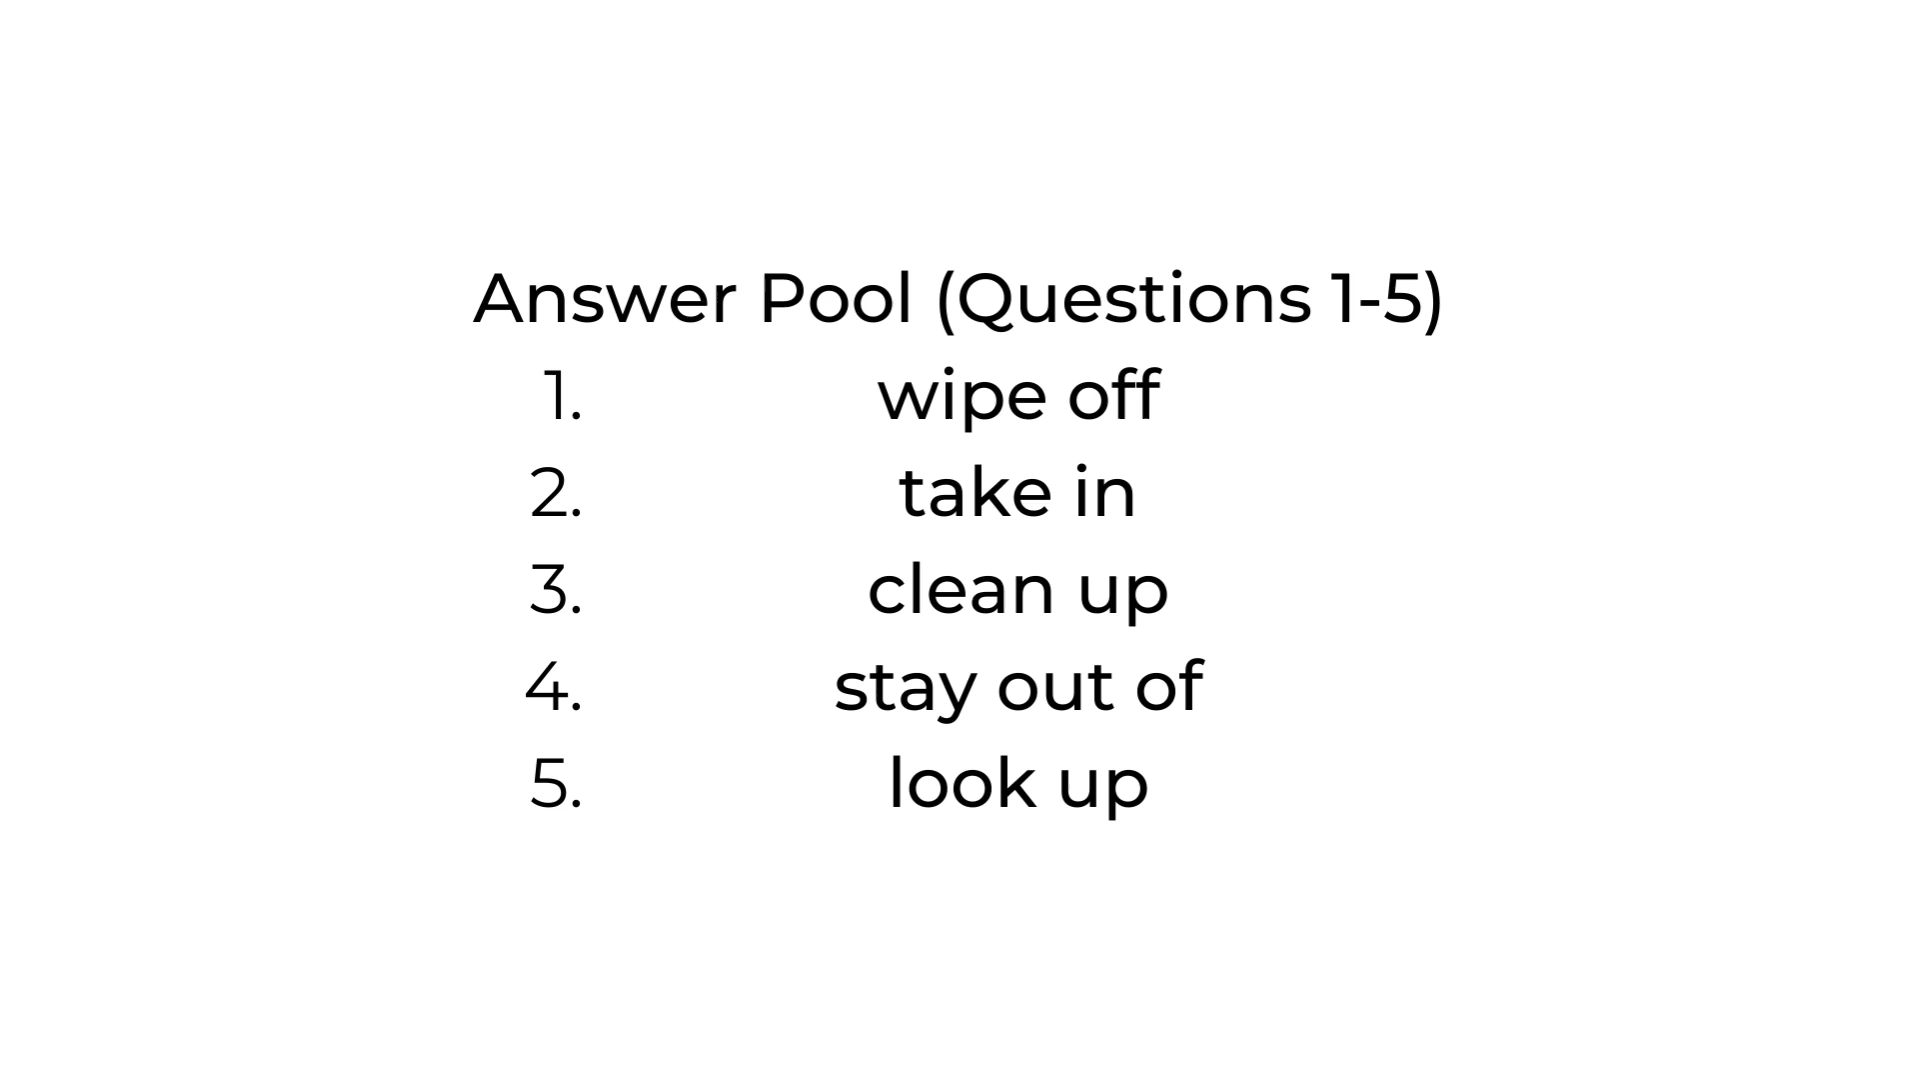 Answer Pool (Questions 1-5)
1. wipe off
2. take in
3. clean up
4. stay out of
5. look up